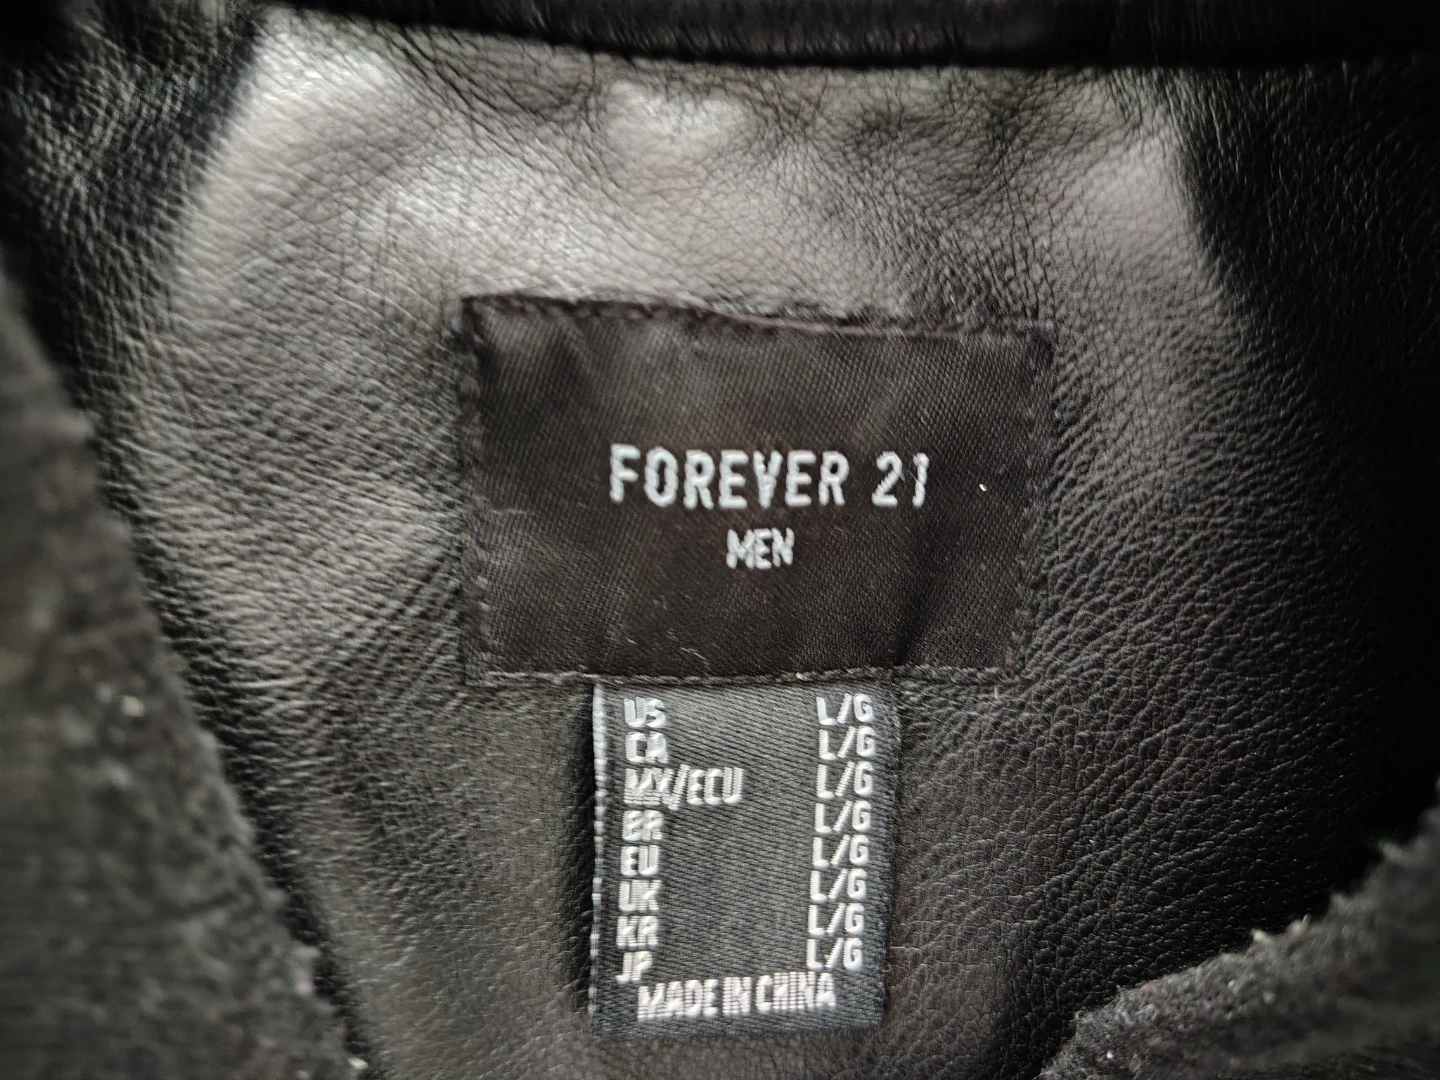 FOREVER 21
MEN
US L/G
CA L/G
MX/ECU L/G
BR L/G
EU L/G
UK L/G
KR L/G
JP L/G
MADE IN CHINA